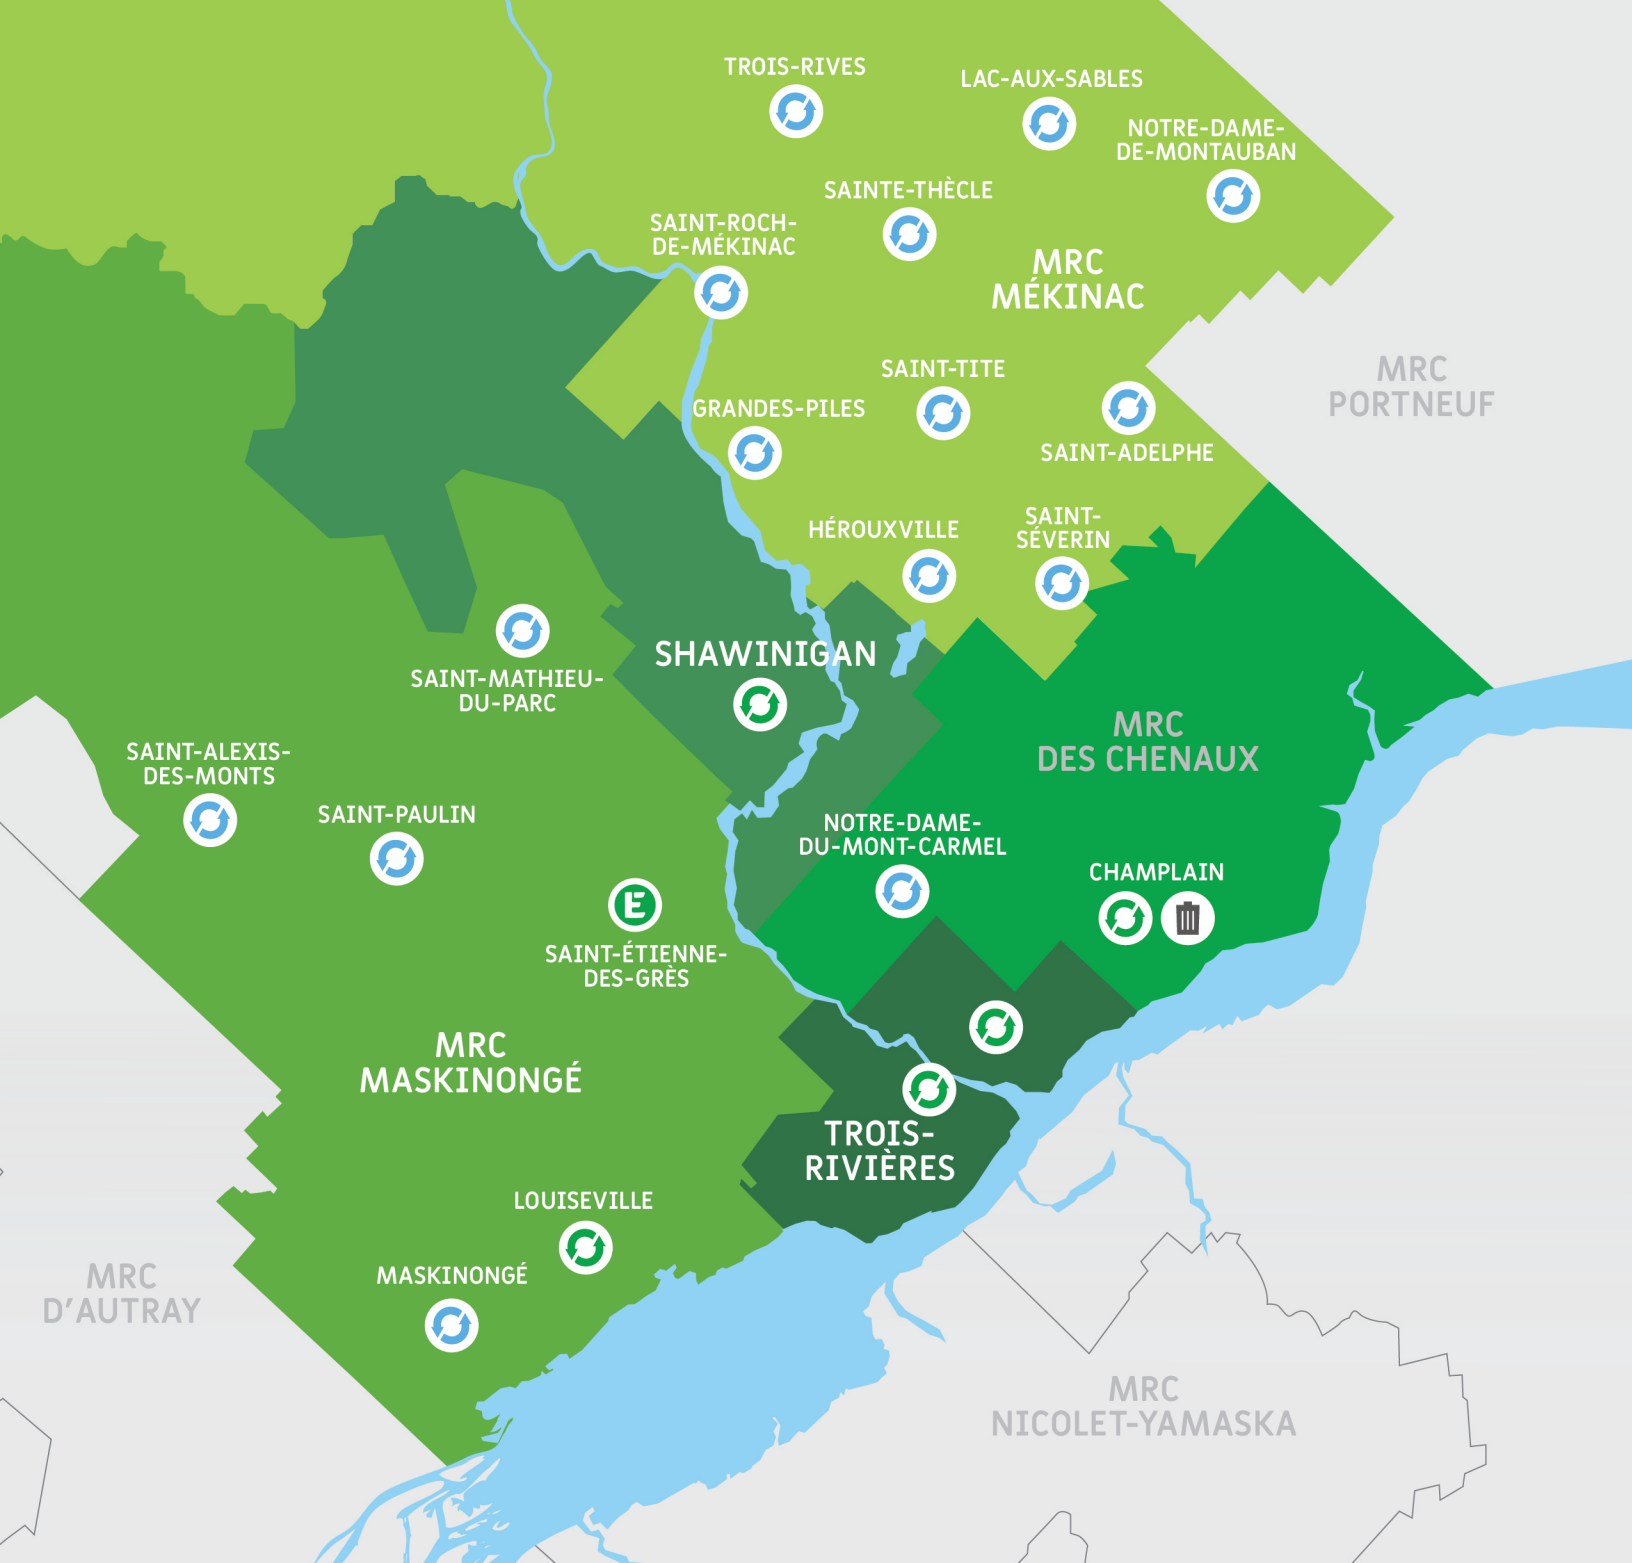 TROIS-RIVES
LAC-AUX-SABLES
NOTRE-DAME-
DE-MONTAUBAN
SAINTE-THÈCLE
SAINT-ROCH-
DE-MÉKINAC
MRC
MÉKINAC
SAINT-TITE
MRC
PORTNEUF
GRANDES-PILES
SAINT-ADELPHE
HÉROUXVILLE
SAINT-
SÉVERIN
SHAWINIGAN
SAINT-MATHIEU-
DU-PARC
MRC
DES CHENAUX
SAINT-ALEXIS-
DES-MONTS
SAINT-PAULIN
NOTRE-DAME-
DU-MONT-CARMEL
CHAMPLAIN
E
SAINT-ÉTIENNE-
DES-GRÈS
MRC
MASKINONGÉ
TROIS-
RIVIÈRES
LOUISEVILLE
MASKINONGÉ
MRC
D'AUTRAY
MRC
NICOLET-YAMASKA